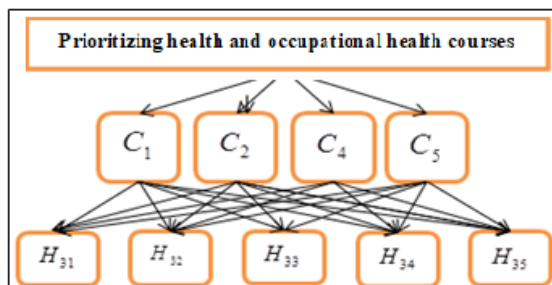 Prioritizing health and occupational health courses
C₁ C₂ C₄ C₅
H₃₁ H₃₂ H₃₃ H₃₄ H₃₅